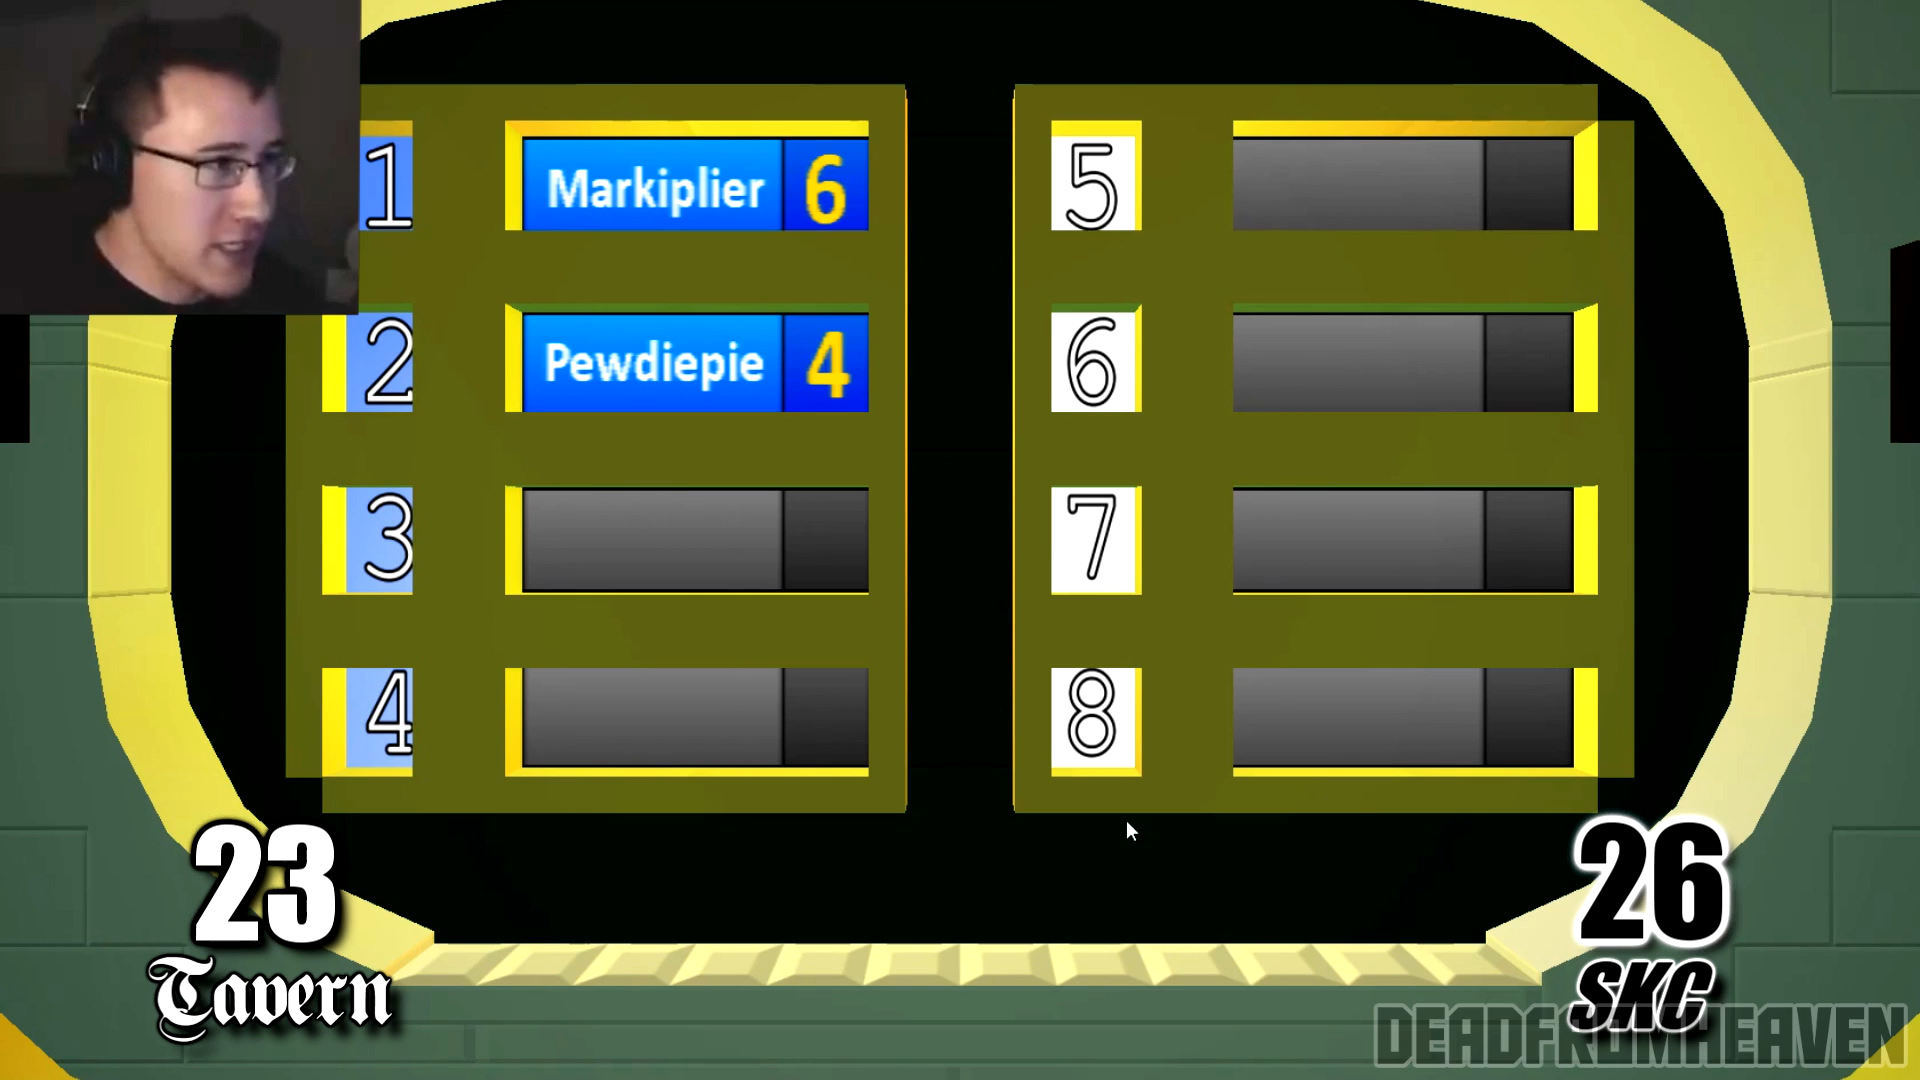 1 Markiplier 6
2 Pewdiepie 4
3
4
5
6
7
8
23
Tavern
26
SKC
DEADFROMHEAVEN